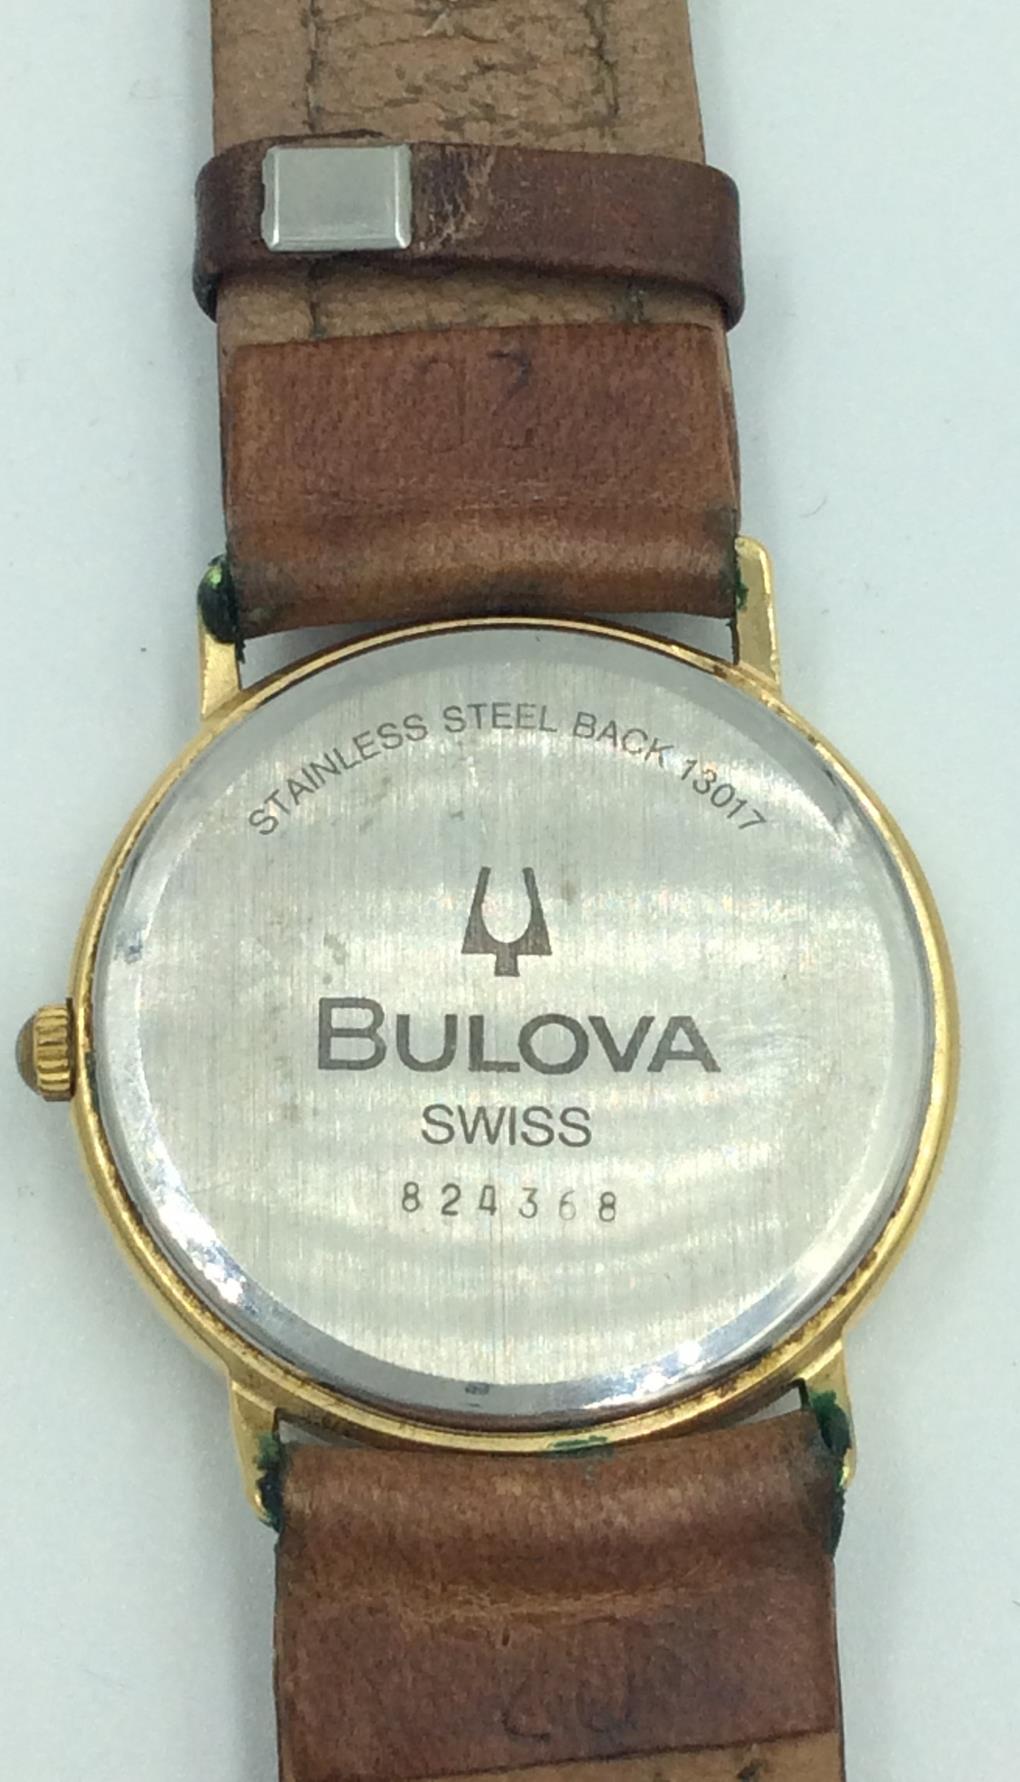 STAINLESS STEEL BACK 13017
BULOVA
SWISS
824368